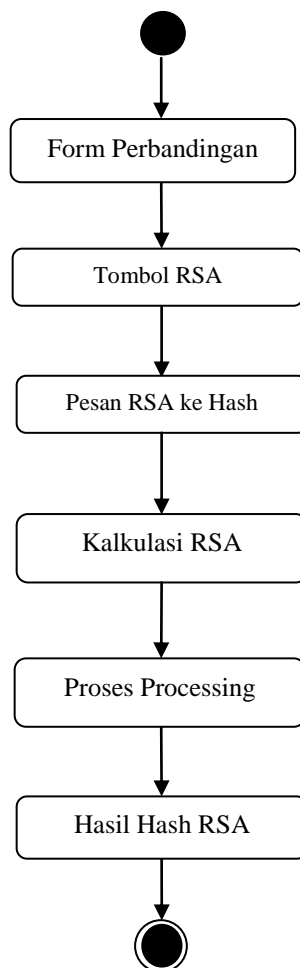 Form Perbandingan
Tombol RSA
Pesan RSA ke Hash
Kalkulasi RSA
Proses Processing
Hasil Hash RSA